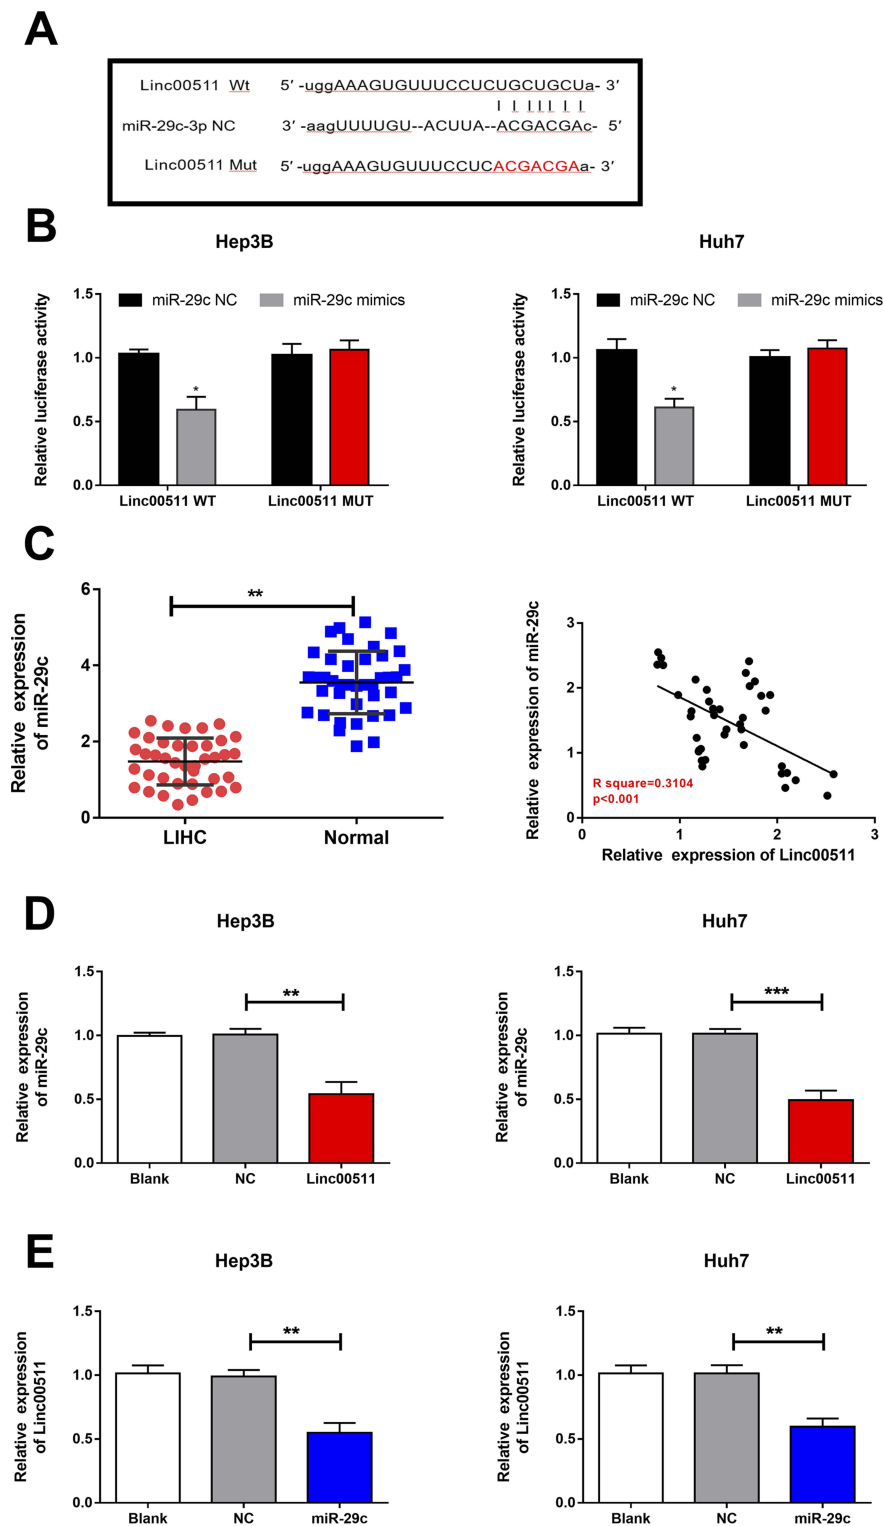 A
Linc00511 Wt 5′ -uggAAAGUGUUUCCUCUGCUGCUa- 3′
miR-29c-3p NC 3′ -aagUUUUGU--ACUUA--ACGACGAc- 5′
Linc00511 Mut 5′ -uggAAAGUGUUUCCUCACGACGAa- 3′
B
Hep3B
Relative luciferase activity
1.5
1.0
0.5
0.0
miR-29c NC
miR-29c mimics
*
Linc00511 WT
Linc00511 MUT
Huh7
Relative luciferase activity
1.5
1.0
0.5
0.0
miR-29c NC
miR-29c mimics
*
Linc00511 WT
Linc00511 MUT
C
Relative expression
of miR-29c
6
4
2
0
**
LIHC
Normal
Relative expression of miR-29c
3
2
1
0
R square=0.3104
p<0.001
0
1
2
3
Relative expression of Linc00511
D
Hep3B
Relative expression
of miR-29c
1.5
1.0
0.5
0.0
**
Blank
NC
Linc00511
Huh7
Relative expression
of miR-29c
1.5
1.0
0.5
0.0
***
Blank
NC
Linc00511
E
Hep3B
Relative expression
of Linc00511
1.5
1.0
0.5
0.0
**
Blank
NC
miR-29c
Huh7
Relative expression
of Linc00511
1.5
1.0
0.5
0.0
**
Blank
NC
miR-29c